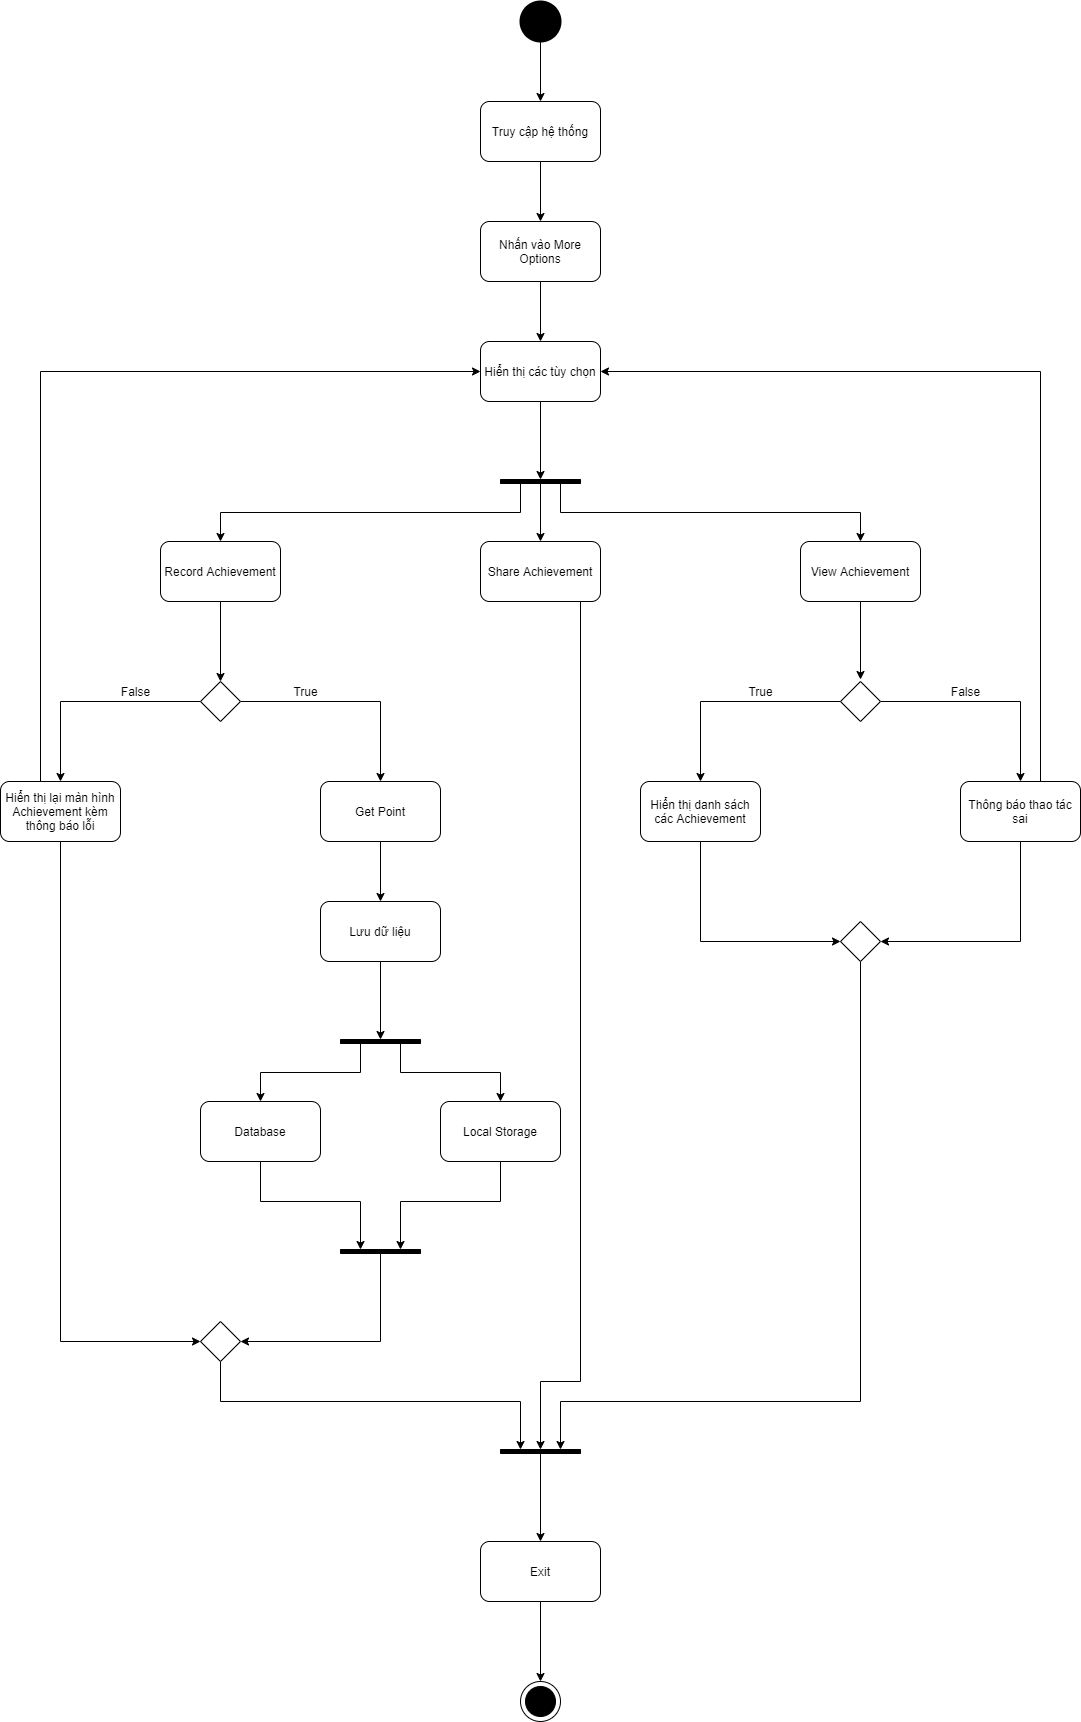 Truy cập hệ thống
Nhấn vào More
Options
Hiển thị các tùy chọn
Record Achievement
Share Achievement
View Achievement
False
True
True
False
Hiển thị lại màn hình
Achievement kèm
thông báo lỗi
Get Point
Hiển thị danh sách
các Achievement
Thông báo thao tác
sai
Lưu dữ liệu
Database
Local Storage
Exit